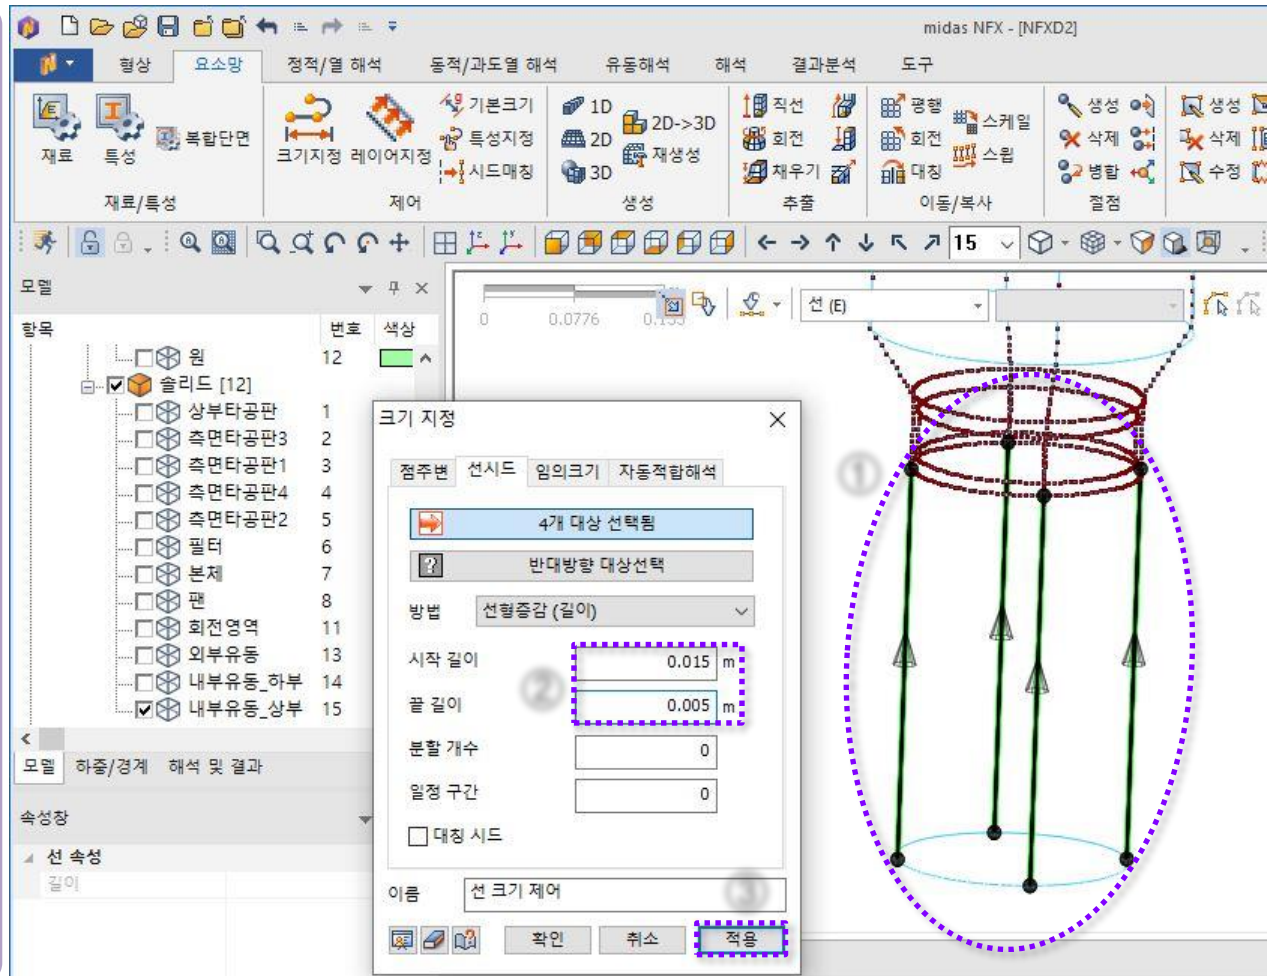 midas NFX - [NFXD2]
형상 요소망 정적/열 해석 동적/과도열 해석 유동해석 해석 결과분석 도구
재료 특성 복합단면
재료/특성
크기지정 레이어지정 기본크기
특성지정
시드매칭
제어
1D
2D
3D
2D->3D
재생성
생성
직선
회전
채우기
추출
평행
회전
대칭
스케일
스윕
이동/복사
생성
삭제
병합
절점
생성
삭제
수정
15
모델
항목 번호 색상
원 12
솔리드 [12]
상부타공판 1
측면타공판3 2
측면타공판1 3
측면타공판4 4
측면타공판2 5
필터 6
본체 7
팬 8
회전영역 11
외부유동 13
내부유동_하부 14
내부유동_상부 15
모델 하중/경계 해석 및 결과
속성창
선 속성
길이
0 0.0776
선 (E)
크기 지정
점주변 선시드 임의크기 자동적합해석
4개 대상 선택됨
반대방향 대상선택
방법 선형증감 (길이)
시작 길이 0.015 m
끝 길이 0.005 m
분할 개수 0
일정 구간 0
대칭 시드
이름 선 크기 제어
확인 취소 적용
①
②
③